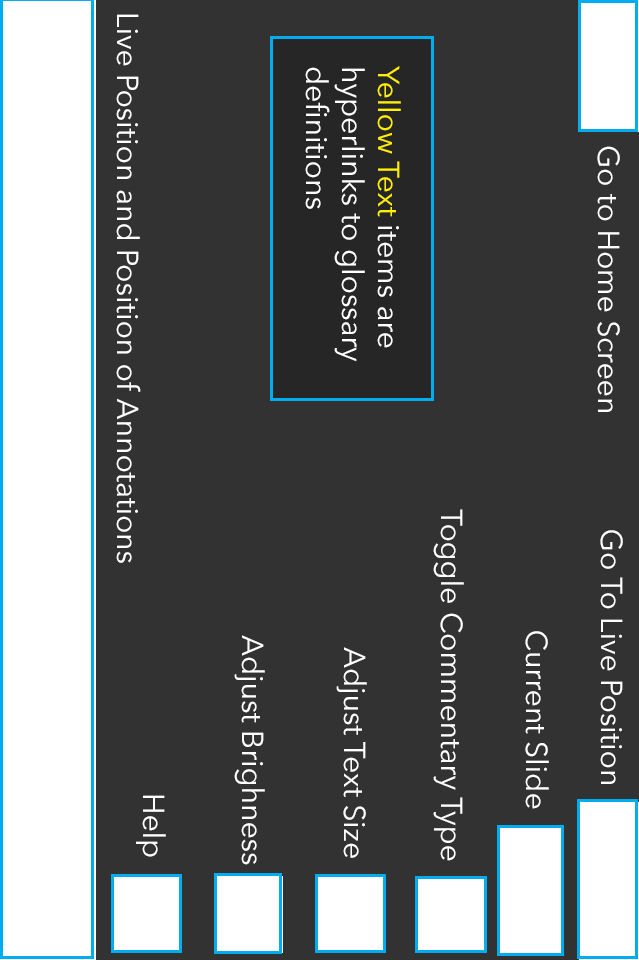 Go to Home Screen
Go To Live Position
Current Slide
Yellow Text items are
hyperlinks to glossary
definitions
Toggle Commentary Type
Adjust Text Size
Adjust Brighness
Help
Live Position and Position of Annotations